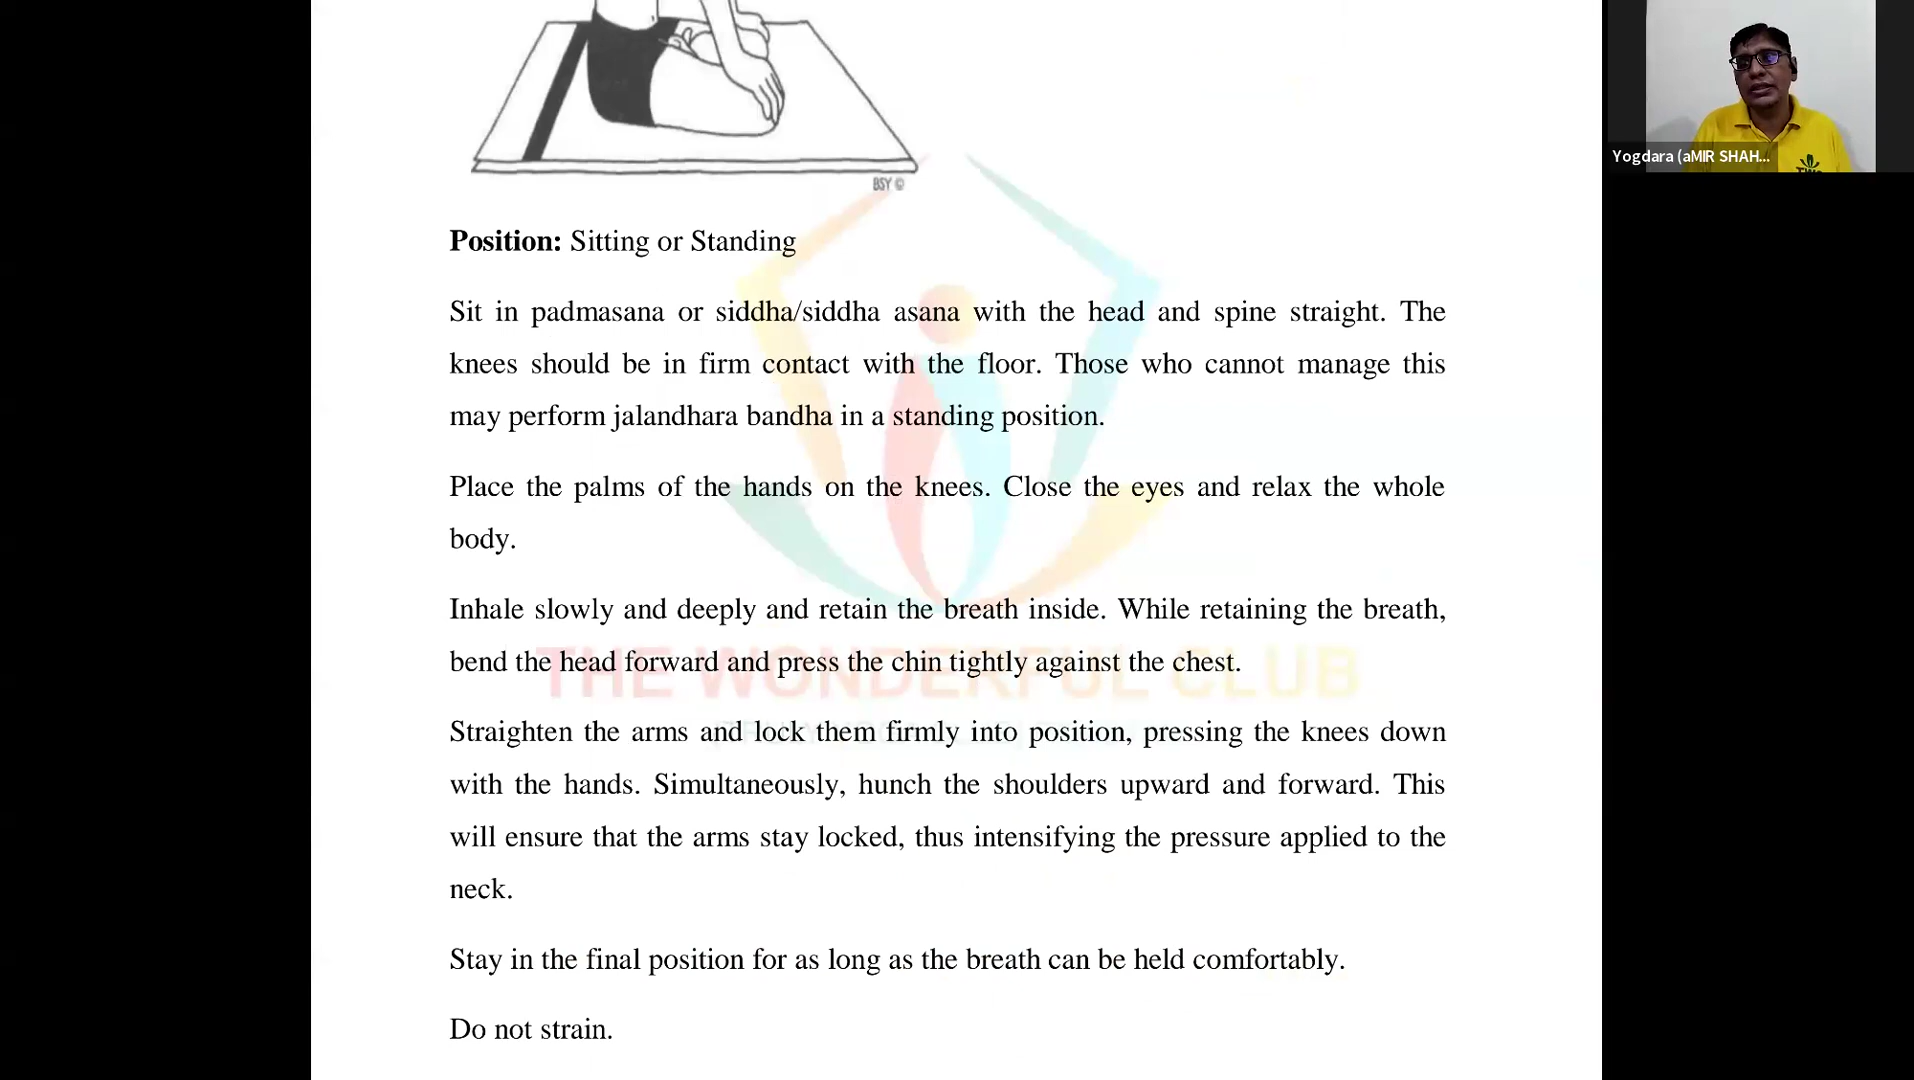 BSY ©
Yogdara (aMIR SHAH...
Position: Sitting or Standing
Sit in padmasana or siddha/siddha asana with the head and spine straight. The
knees should be in firm contact with the floor. Those who cannot manage this
may perform jalandhara bandha in a standing position.
Place the palms of the hands on the knees. Close the eyes and relax the whole
body.
Inhale slowly and deeply and retain the breath inside. While retaining the breath,
bend the head forward and press the chin tightly against the chest.
THE WONDERFUL CLUB
Straighten the arms and lock them firmly into position, pressing the knees down
with the hands. Simultaneously, hunch the shoulders upward and forward. This
will ensure that the arms stay locked, thus intensifying the pressure applied to the
neck.
Stay in the final position for as long as the breath can be held comfortably.
Do not strain.